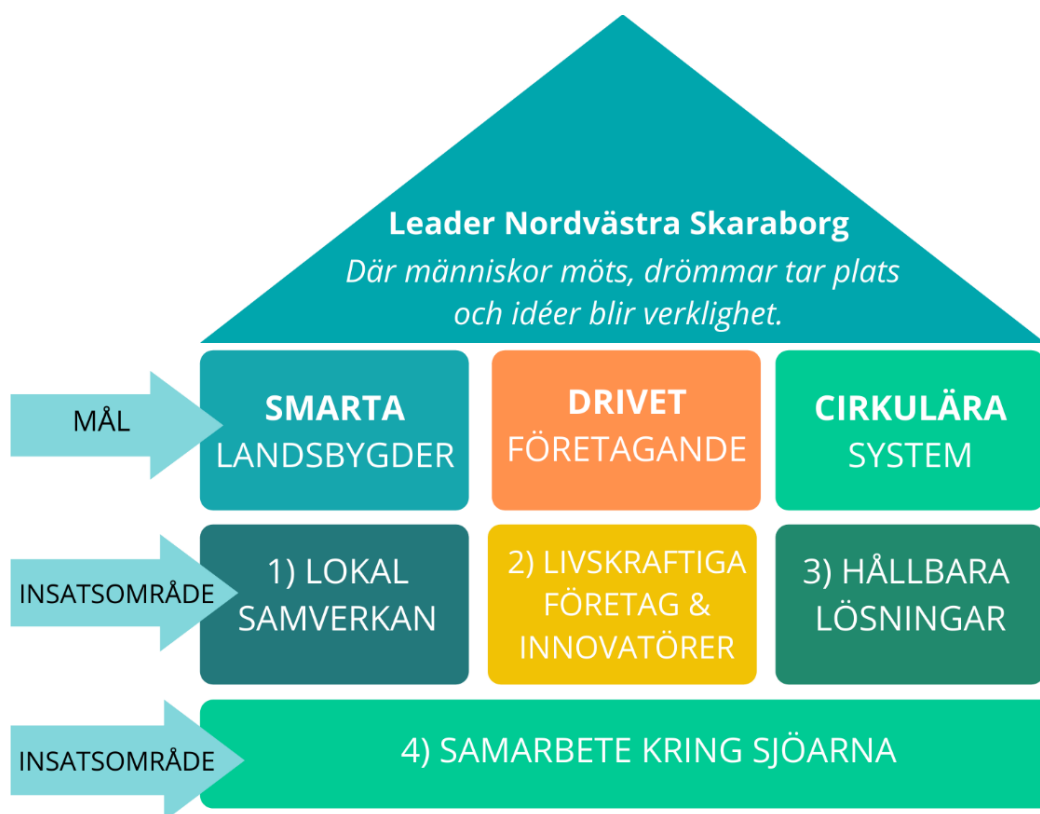 Leader Nordvästra Skaraborg
Där människor möts, drömmar tar plats
och idéer blir verklighet.
MÅL
SMARTA
LANDSBYGDER
DRIVET
FÖRETAGANDE
CIRKULÄRA
SYSTEM
INSATSOMRÅDE
1) LOKAL
SAMVERKAN
2) LIVSKRAFTIGA
FÖRETAG &
INNOVATÖRER
3) HÅLLBARA
LÖSNINGAR
INSATSOMRÅDE
4) SAMARBETE KRING SJÖARNA